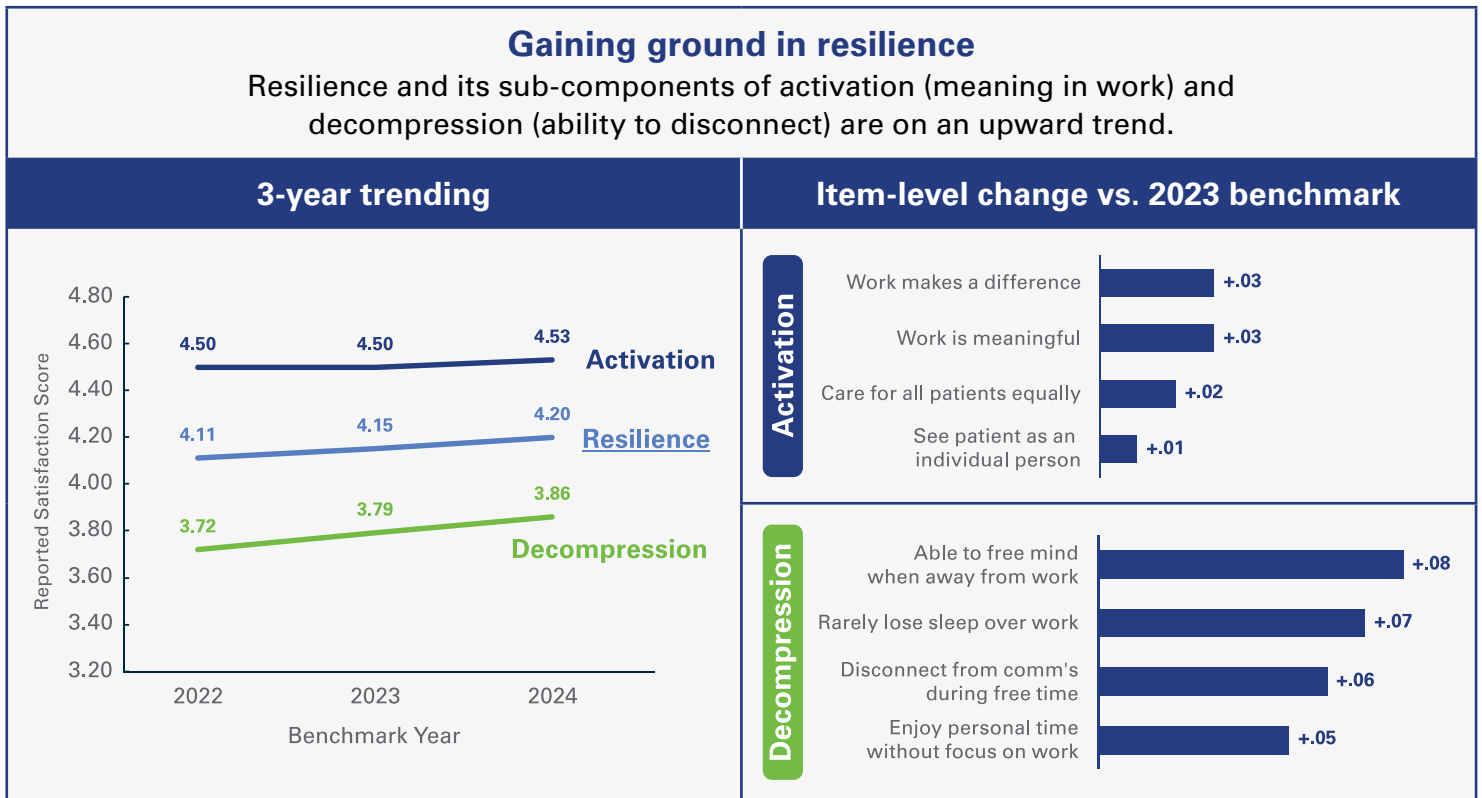 Gaining ground in resilience
Resilience and its sub-components of activation (meaning in work) and
decompression (ability to disconnect) are on an upward trend.
3-year trending
Reported Satisfaction Score
4.80
4.60
4.40
4.20
4.00
3.80
3.60
3.40
3.20
4.50
4.50
4.53
Activation
4.11
4.15
4.20
Resilience
3.72
3.79
3.86
Decompression
2022
2023
2024
Benchmark Year
Item-level change vs. 2023 benchmark
Activation
Work makes a difference
+.03
Work is meaningful
+.03
Care for all patients equally
+.02
See patient as an
individual person
+.01
Decompression
Able to free mind
when away from work
+.08
Rarely lose sleep over work
+.07
Disconnect from comm's
during free time
+.06
Enjoy personal time
without focus on work
+.05